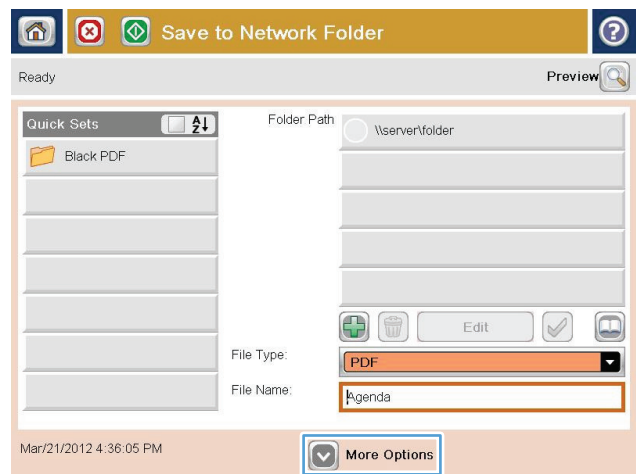 Save to Network Folder
Ready
Preview
Quick Sets
AZ
Folder Path
\\server\folder
Black PDF
Edit
File Type:
PDF
File Name:
Agenda
Mar/21/2012 4:36:05 PM
More Options